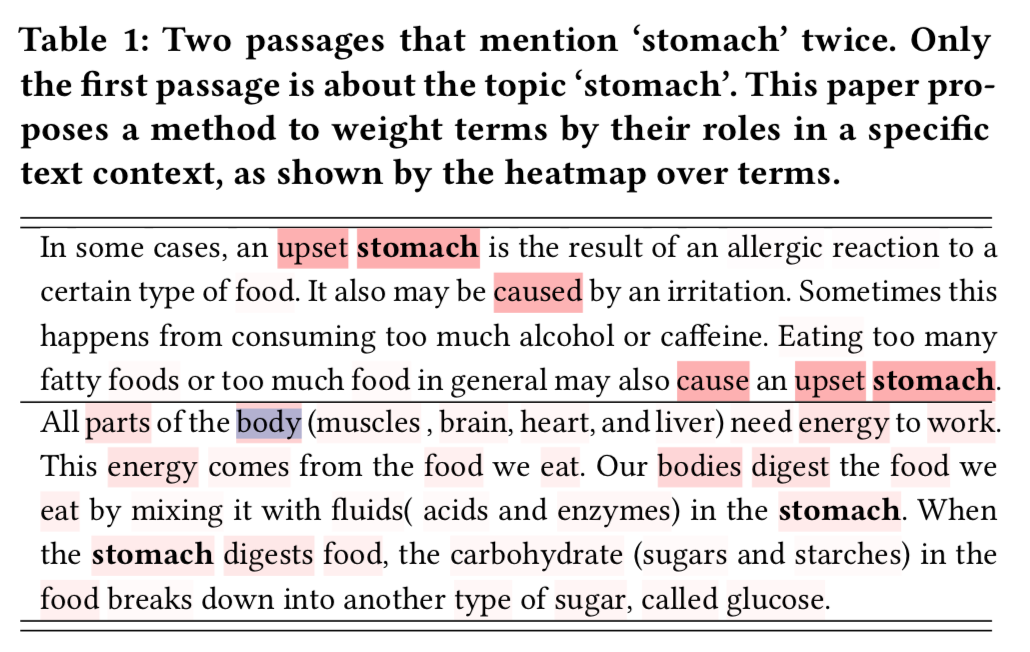 Table 1: Two passages that mention ‘stomach’ twice. Only
the first passage is about the topic ‘stomach’. This paper pro-
poses a method to weight terms by their roles in a specific
text context, as shown by the heatmap over terms.
In some cases, an upset stomach is the result of an allergic reaction to a
certain type of food. It also may be caused by an irritation. Sometimes this
happens from consuming too much alcohol or caffeine. Eating too many
fatty foods or too much food in general may also cause an upset stomach.
All parts of the body (muscles , brain, heart, and liver) need energy to work.
This energy comes from the food we eat. Our bodies digest the food we
eat by mixing it with fluids( acids and enzymes) in the stomach. When
the stomach digests food, the carbohydrate (sugars and starches) in the
food breaks down into another type of sugar, called glucose.